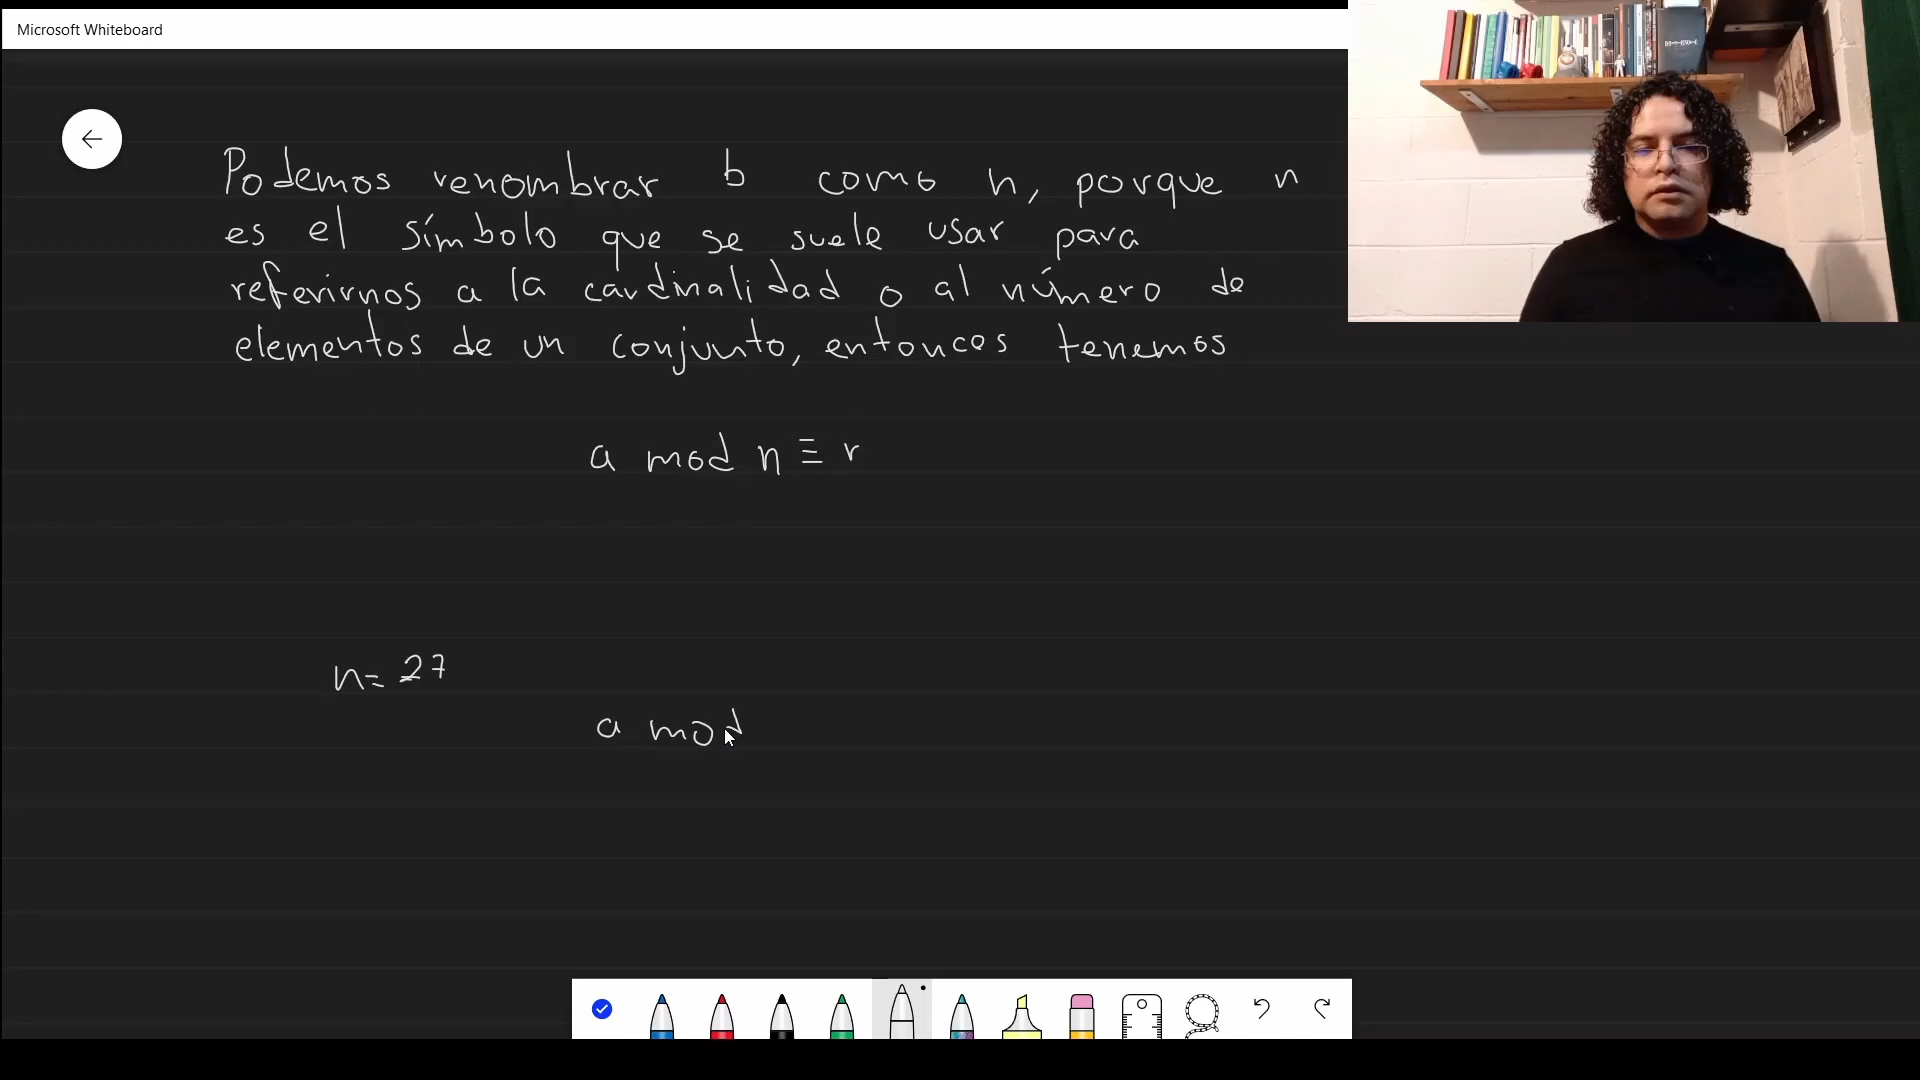 Microsoft Whiteboard
Podemos renombrar b como n, porque n
es el símbolo que se suele usar para
referirnos a la cardinalidad o al número de
elementos de un conjunto, entonces tenemos
a mod n ≡ r
n= 27
a mod